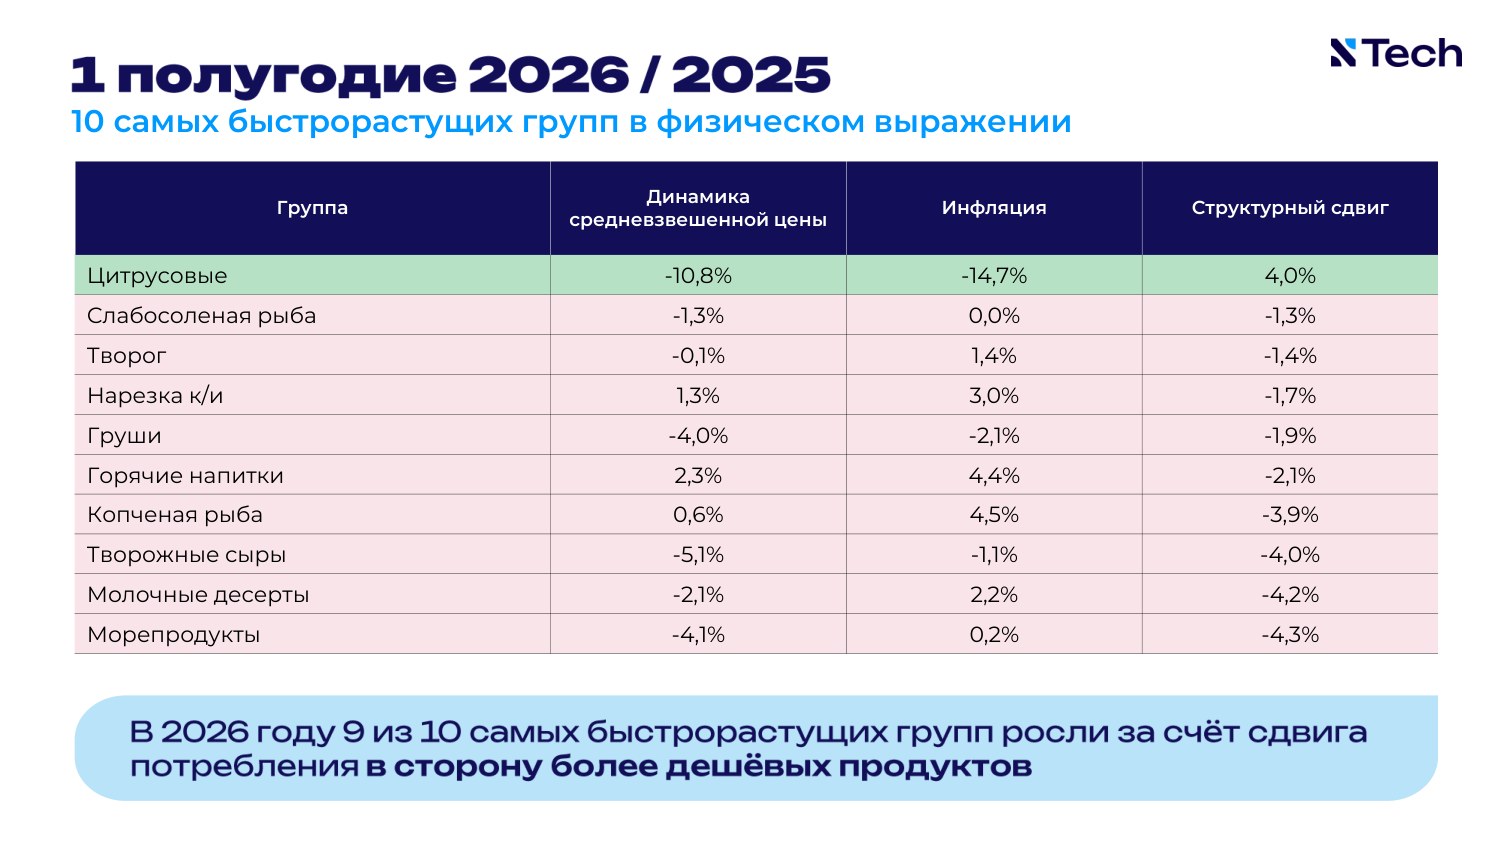 1 полугодие 2026 / 2025
Tech
10 самых быстрорастущих групп в физическом выражении
Группа
Динамика
средневзвешенной цены
Инфляция
Структурный сдвиг
Цитрусовые -10,8% -14,7% 4,0%
Слабосоленая рыба -1,3% 0,0% -1,3%
Творог -0,1% 1,4% -1,4%
Нарезка к/и 1,3% 3,0% -1,7%
Груши -4,0% -2,1% -1,9%
Горячие напитки 2,3% 4,4% -2,1%
Копченая рыба 0,6% 4,5% -3,9%
Творожные сыры -5,1% -1,1% -4,0%
Молочные десерты -2,1% 2,2% -4,2%
Морепродукты -4,1% 0,2% -4,3%
В 2026 году 9 из 10 самых быстрорастущих групп росли за счёт сдвига
потребления в сторону более дешёвых продуктов